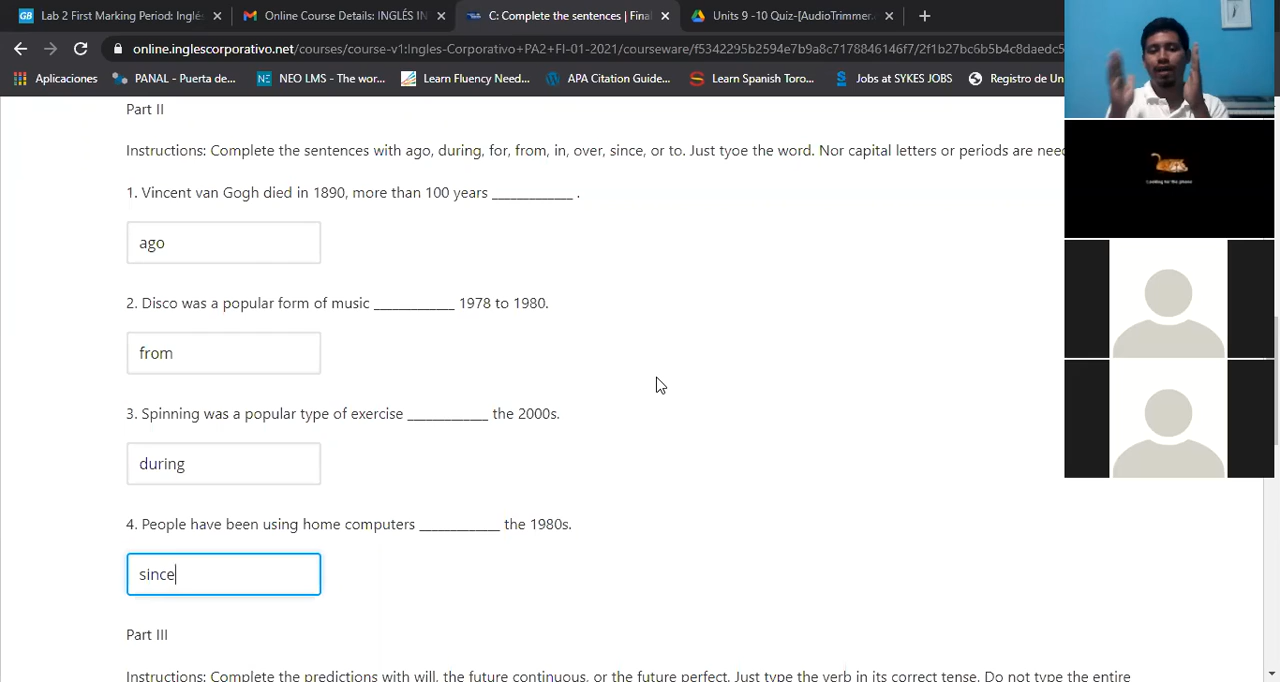 Lab 2 First Marking Period: Inglé
Online Course Details: INGLÉS IN
C: Complete the sentences | Fina
Units 9 -10 Quiz-[AudioTrimmer.
online.inglescorporativo.net/courses/course-v1:Ingles-Corporativo+PA2+FI-01-2021/courseware/f5342295b2594e7b9a8c7178846146f7/2f1b27bc6b5b4c8daedc5
Aplicaciones
PANAL - Puerta de...
NEO LMS - The wor...
Learn Fluency Need...
APA Citation Guide...
Learn Spanish Toro...
Jobs at SYKES JOBS
Registro de Un
Part II
Instructions: Complete the sentences with ago, during, for, from, in, over, since, or to. Just tyoe the word. Nor capital letters or periods are need
1. Vincent van Gogh died in 1890, more than 100 years _____________ .
ago
2. Disco was a popular form of music _____________ 1978 to 1980.
from
3. Spinning was a popular type of exercise _____________ the 2000s.
during
4. People have been using home computers _____________ the 1980s.
since
Part III
Instructions: Complete the predictions with will, the future continuous, or the future perfect. Just type the verb in its correct tense. Do not type the entire